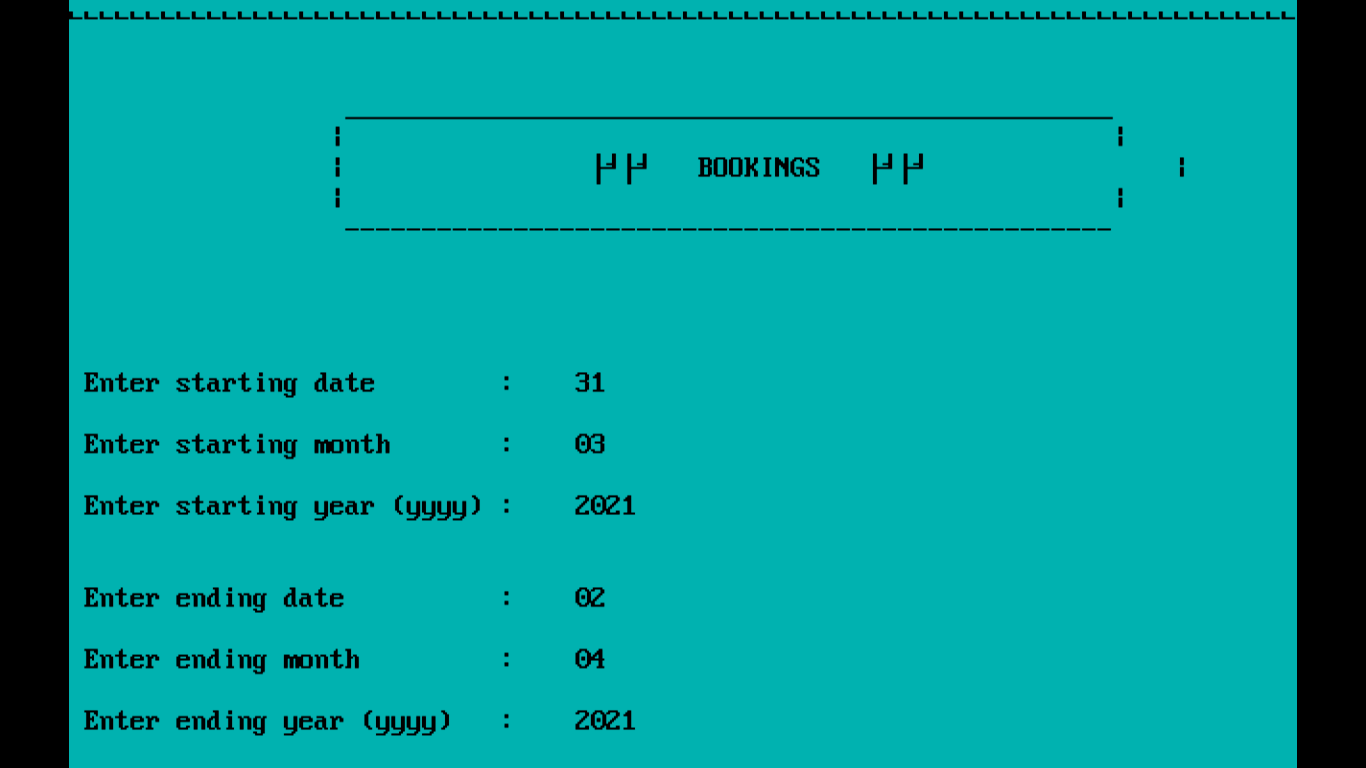 BOOKINGS
Enter starting date : 31
Enter starting month : 03
Enter starting year (yyyy) : 2021
Enter ending date : 02
Enter ending month : 04
Enter ending year (yyyy) : 2021